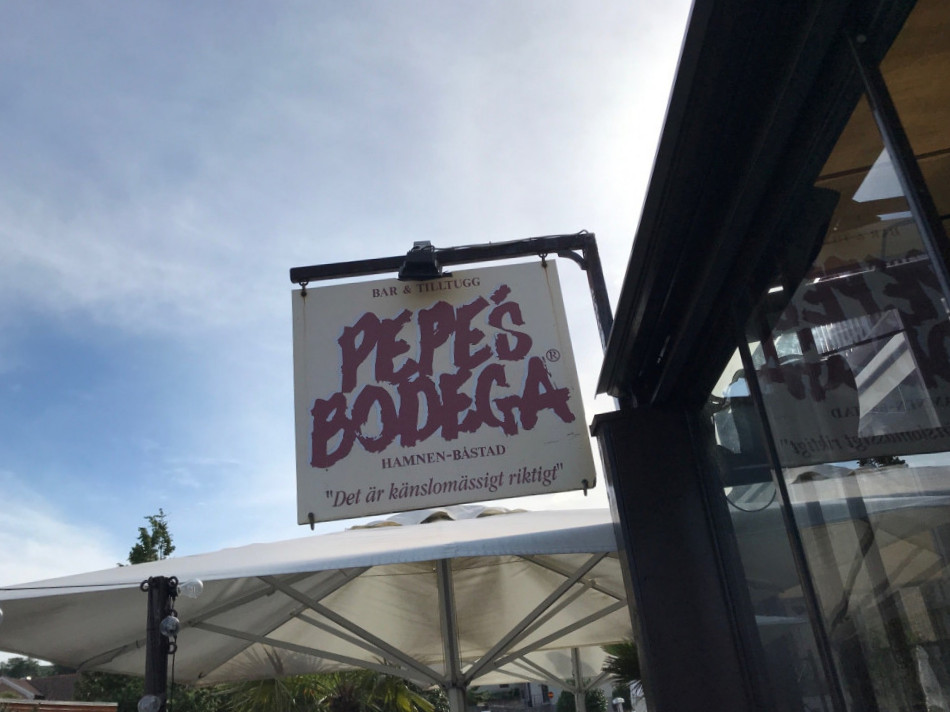 BAR & TILLTUGG
PEPE'S
BODEGA®
HAMNEN-BÅSTAD
"Det är känslomässigt riktigt"